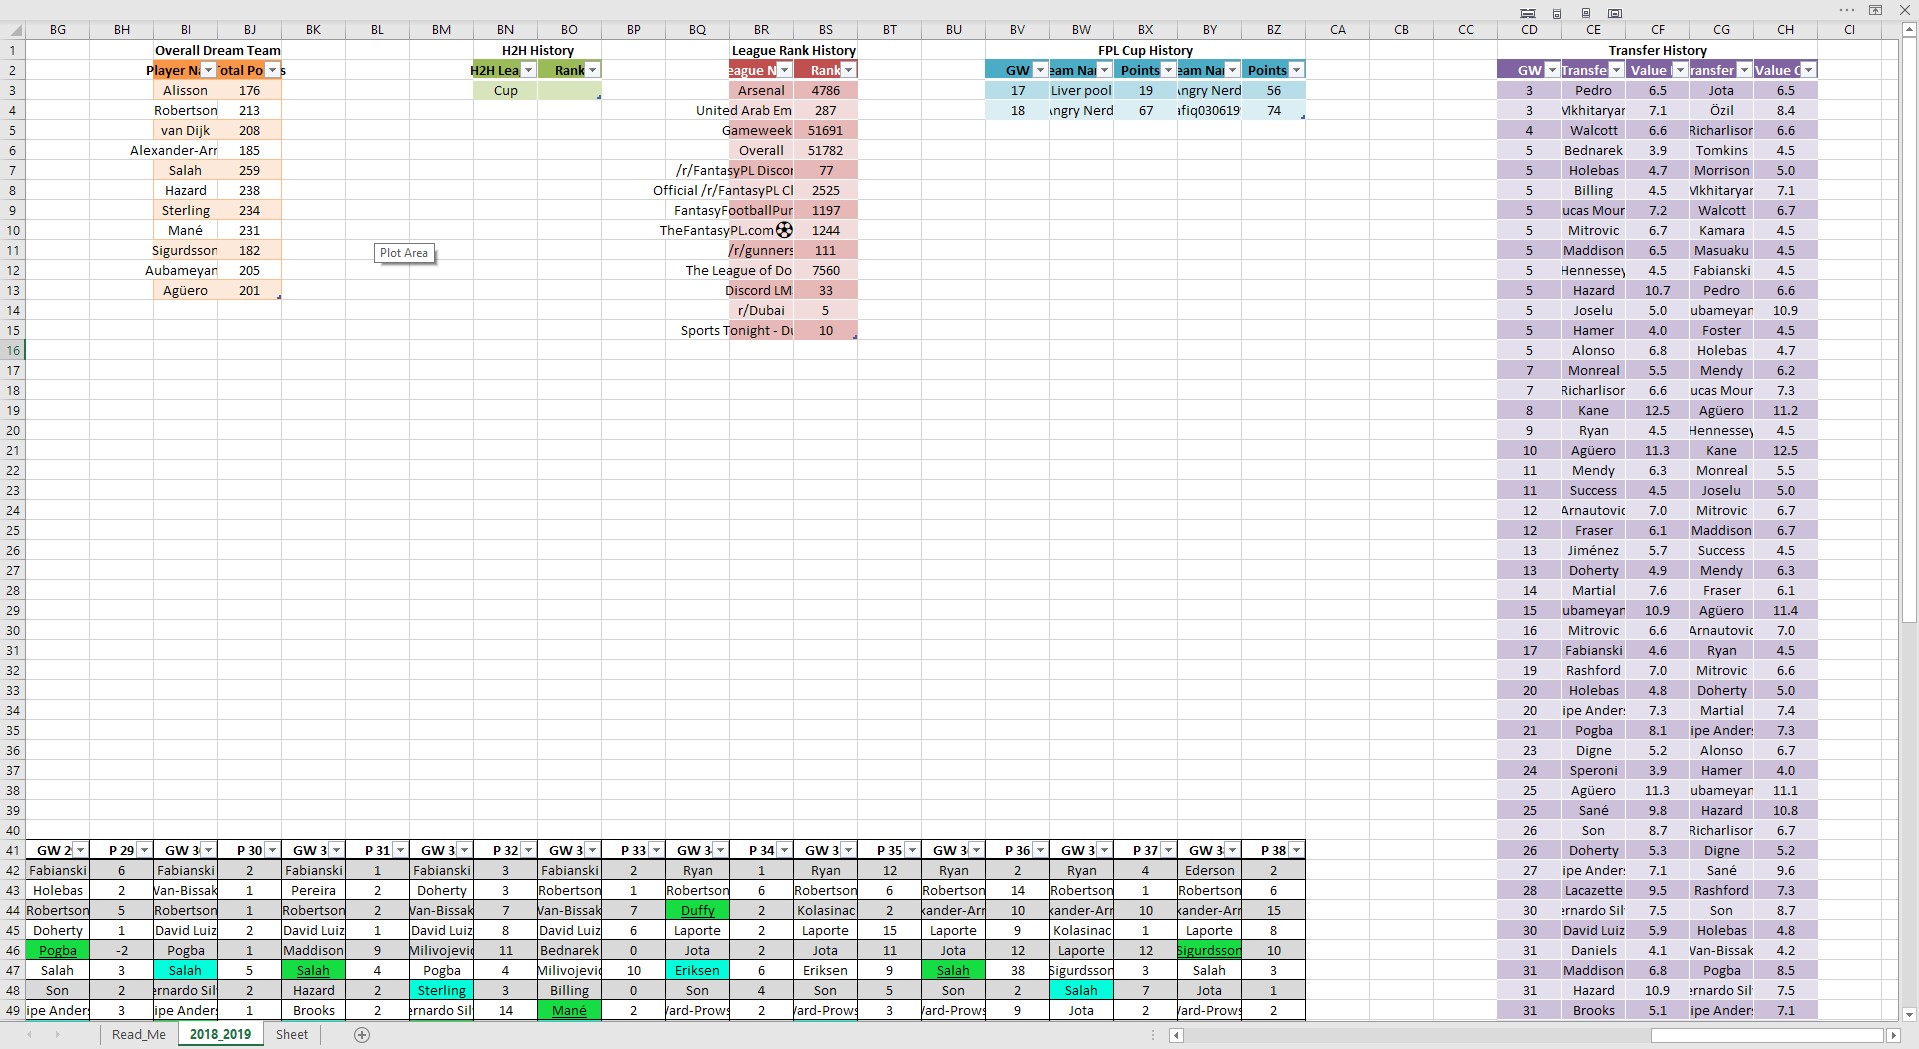 BG BH BI BJ BK BL BM BN BO BP BQ BR BS BT BU BV BW BX BY BZ CA CB CC CD CE CF CG CH CI
1 Overall Dream Team H2H History League Rank History FPL Cup History Transfer History
2 Player Na otal Po s H2H Lea Rank eague N Rank GW eam Nai Points eam Nai Points GW Transfe Value ransfer Value C
3 Alisson 176 Cup Arsenal 4786 17 Liver pool 19 Angry Nerd 56 3 Pedro 6.5 Jota 6.5
4 Robertson 213 United Arab Em 287 18 Angry Nerd 67 afiq030619 74 3 Mkhitaryar 7.1 Özil 8.4
5 van Dijk 208 Gameweek 51691 4 Walcott 6.6 Richarlisor 6.6
6 Alexander-Arr 185 Overall 51782 5 Bednarek 3.9 Tomkins 4.5
7 Salah 259 /r/FantasyPL Discor 77 5 Holebas 4.7 Morrison 5.0
8 Hazard 238 Official /r/FantasyPL Cl 2525 5 Billing 4.5 Mkhitaryar 7.1
9 Sterling 234 FantasyFootballPur 1197 5 ucas Mour 7.2 Walcott 6.7
10 Mané 231 TheFantasyPL.com⚽ 1244 5 Mitrovic 6.7 Kamara 4.5
11 Sigurdsson 182 Plot Area /r/gunners 111 5 Maddison 6.5 Masuaku 4.5
12 Aubameyan 205 The League of Do 7560 5 Hennessey 4.5 Fabianski 4.5
13 Agüero 201 Discord LM 33 5 Hazard 10.7 Pedro 6.6
14 r/Dubai 5 5 Joselu 5.0 ubameyan 10.9
15 Sports Tonight - Du 10 5 Hamer 4.0 Foster 4.5
16 5 Alonso 6.8 Holebas 4.7
17 7 Monreal 5.5 Mendy 6.2
18 7 Richarlisor 6.6 ucas Mour 7.3
19 8 Kane 12.5 Agüero 11.2
20 9 Ryan 4.5 Hennessey 4.5
21 10 Agüero 11.3 Kane 12.5
22 11 Mendy 6.3 Monreal 5.5
23 11 Success 4.5 Joselu 5.0
24 12 Arnautovic 7.0 Mitrovic 6.7
25 12 Fraser 6.1 Maddison 6.7
26 13 Jiménez 5.7 Success 4.5
27 13 Doherty 4.9 Mendy 6.3
28 14 Martial 7.6 Fraser 6.1
29 15 ubameyan 10.9 Agüero 11.4
30 16 Mitrovic 6.6 Arnautovic 7.0
31 17 Fabianski 4.6 Ryan 4.5
32 19 Rashford 7.0 Mitrovic 6.6
33 20 Holebas 4.8 Doherty 5.0
34 20 ipe Anders 7.3 Martial 7.4
35 21 Pogba 8.1 ipe Anders 7.3
36 23 Digne 5.2 Alonso 6.7
37 24 Speroni 3.9 Hamer 4.0
38 25 Agüero 11.3 ubameyan 11.1
39 25 Sané 9.8 Hazard 10.8
40 26 Son 8.7 Richarlisor 6.7
41 GW 2 P 29 GW 3 P 30 GW 3 P 31 GW 3 P 32 GW 3 P 33 GW 3 P 34 GW 3 P 35 GW 3 P 36 GW 3 P 37 GW 3 P 38 26 Doherty 5.3 Digne 5.2
42 Fabianski 6 Fabianski 2 Fabianski 1 Fabianski 3 Fabianski 2 Ryan 1 Ryan 12 Ryan 2 Ryan 4 Ederson 2 27 ipe Anders 7.1 Sané 9.6
43 Holebas 2 Wan-Bissak 1 Pereira 2 Doherty 3 Robertson 1 Robertson 6 Robertson 6 Robertson 14 Robertson 1 Robertson 6 28 Lacazette 9.5 Rashford 7.3
44 Robertson 5 Robertson 1 Robertson 2 Wan-Bissak 7 Wan-Bissak 7 Duffy 2 Kolasinac 2 xander-Arr 10 xander-Arr 10 xander-Arr 15 30 ernardo Sil 7.5 Son 8.7
45 Doherty 1 David Luiz 2 David Luiz 1 David Luiz 8 David Luiz 6 Laporte 2 Laporte 15 Laporte 9 Kolasinac 1 Laporte 8 30 David Luiz 5.9 Holebas 4.8
46 Pogba -2 Pogba 1 Maddison 9 Milivojevic 11 Bednarek 0 Jota 2 Jota 11 Jota 12 Laporte 12 Sigurdsson 10 31 Daniels 4.1 Wan-Bissak 4.2
47 Salah 3 Salah 5 Salah 4 Pogba 4 Milivojevic 10 Eriksen 6 Eriksen 9 Salah 38 Sigurdsson 3 Salah 3 31 Maddison 6.8 Pogba 8.5
48 Son 2 ernardo Sil 2 Hazard 2 Sterling 3 Billing 0 Son 4 Son 5 Son 2 Salah 7 Jota 1 31 Hazard 10.9 ernardo Sil 7.5
49 ipe Anders 3 ipe Anders 1 Brooks 2 ernardo Sil 14 Mané 2 Ward-Prows 2 Ward-Prows 3 Ward-Prows 9 Jota 2 Ward-Prows 2 31 Brooks 5.1 ipe Anders 7.1
Read_Me 2018_2019 Sheet